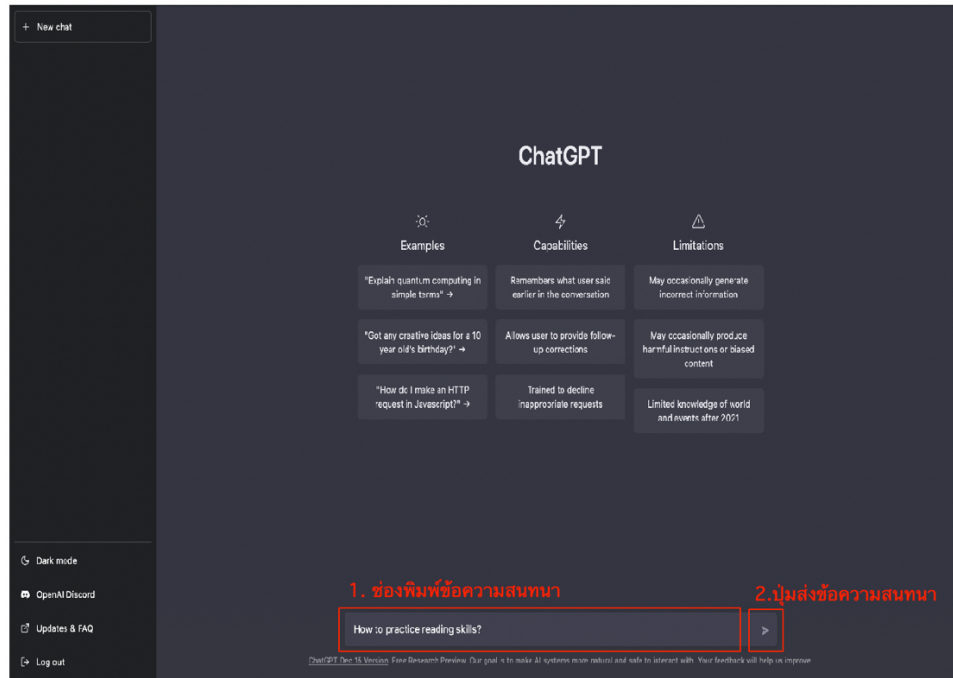 New chat
ChatGPT
Examples
"Explain quantum computing in
simple terms" →
"Got any creative ideas for a 10
year old's birthday?" →
"How do I make an HTTP
request in Javascript?" →
Capabilities
Remembers what user said
earlier in the conversation
Allows user to provide follow-
up corrections
Trained to decline
inappropriate requests
Limitations
May occasionally generate
incorrect information
May occasionally produce
harmful instructions or biased
content
Limited knowledge of world
and events after 2021
Dark mode
OpenAI Discord
Updates & FAQ
Log out
1. ช่องพิมพ์ข้อความสนทนา
2.ปุ่มส่งข้อความสนทนา
How to practice reading skills?
ChatGPT Dec 15 Version. Free Research Preview. Our goal is to make AI systems more natural and safe to interact with. Your feedback will help us improve.